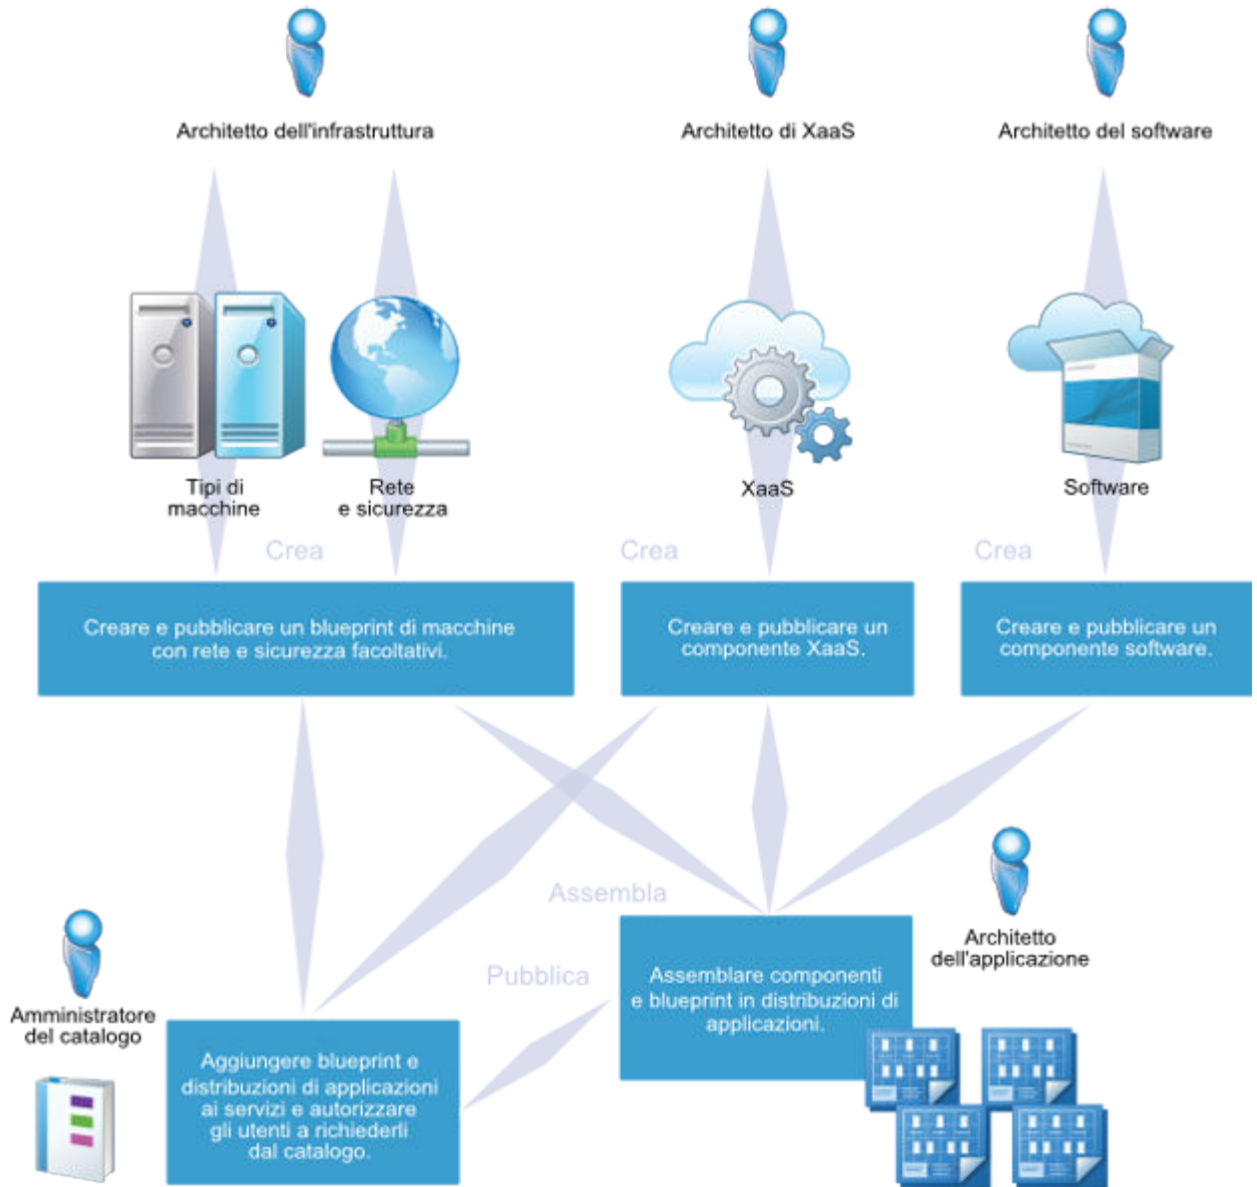 Architetto dell'infrastruttura
Architetto di XaaS
Architetto del software
Tipi di
macchine
Rete
e sicurezza
XaaS
Software
Crea
Crea
Crea
Creare e pubblicare un blueprint di macchine
con rete e sicurezza facoltativi.
Creare e pubblicare un
componente XaaS.
Creare e pubblicare un
componente software.
Assembla
Pubblica
Architetto
dell'applicazione
Assemblare componenti
e blueprint in distribuzioni di
applicazioni.
Amministratore
del catalogo
Aggiungere blueprint e
distribuzioni di applicazioni
ai servizi e autorizzare
gli utenti a richiederli
dal catalogo.